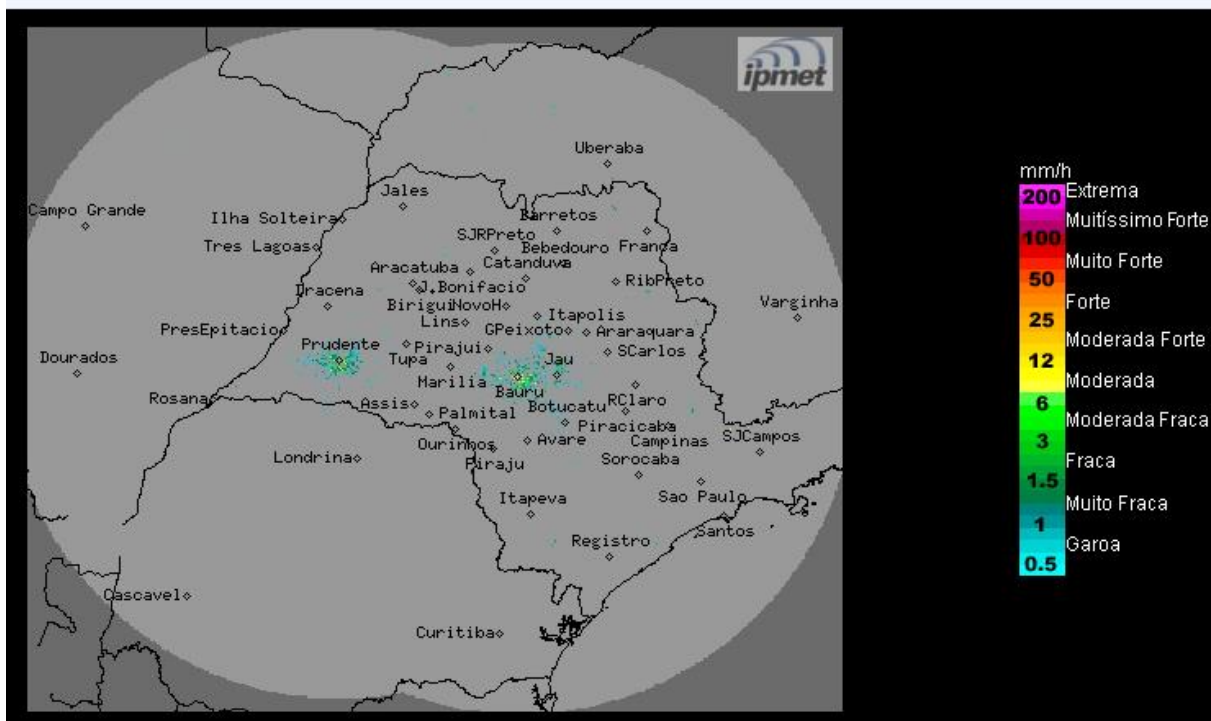 ipmet
Uberaba
Jales
Campo Grande
Ilha Solteira
Barretos
Tres Lagoas
SJRPreto
Bebedouro
Franca
Aracatuba
Catanduva
J.Bonifacio
RibPreto
Dracena
Birigui
NovoH
Itapolis
Varginha
PresEpitacio
Lins
GPeixoto
Araraquara
Prudente
Pirajui
SCarlos
Dourados
Tupa
Jau
Marilia
Bauru
Rosana
Assis
Palmital
Botucatu
RClaro
Piracicaba
Ourinhos
Avare
Campinas
SJCampos
Londrina
Piraju
Sorocaba
Itapeva
Sao Paulo
Santos
Registro
Cascavel
Curitiba
mm/h
200 Extrema
Muitíssimo Forte
100
Muito Forte
50
Forte
25
Moderada Forte
12
Moderada
6
Moderada Fraca
3
Fraca
1.5
Muito Fraca
1
Garoa
0.5